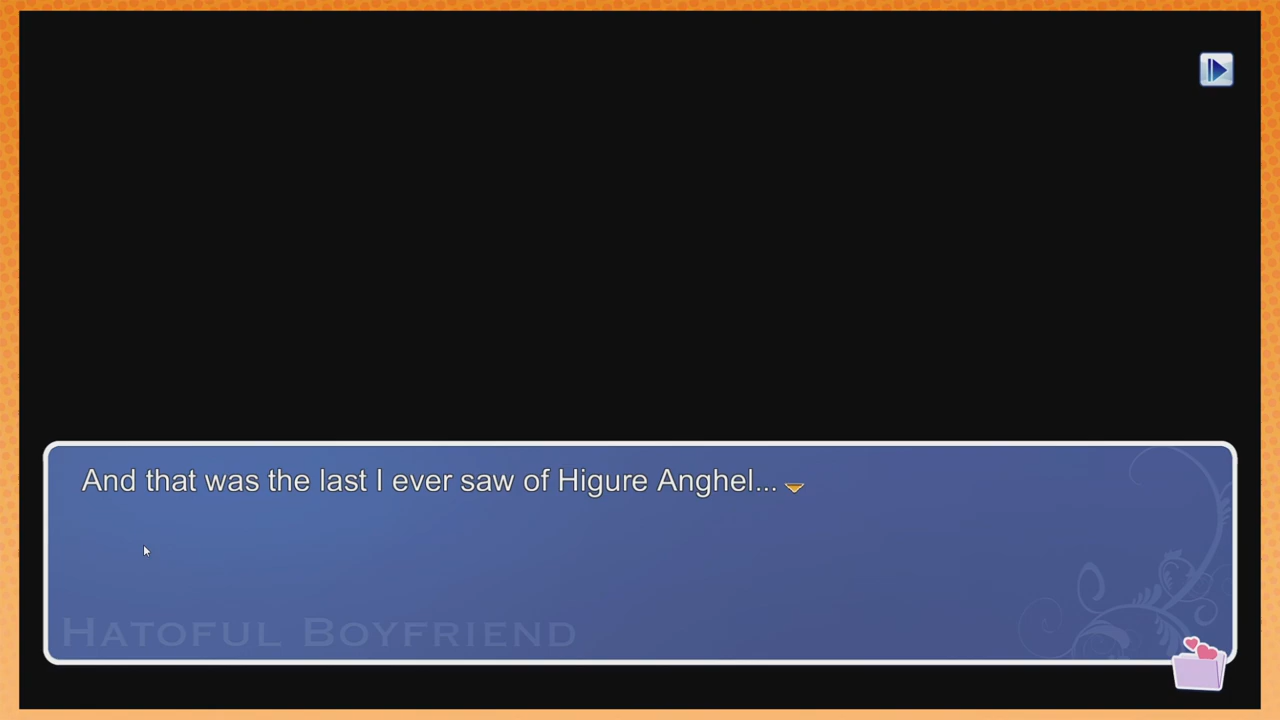 And that was the last I ever saw of Higure Anghel...
HATOFUL BOYFRIEND